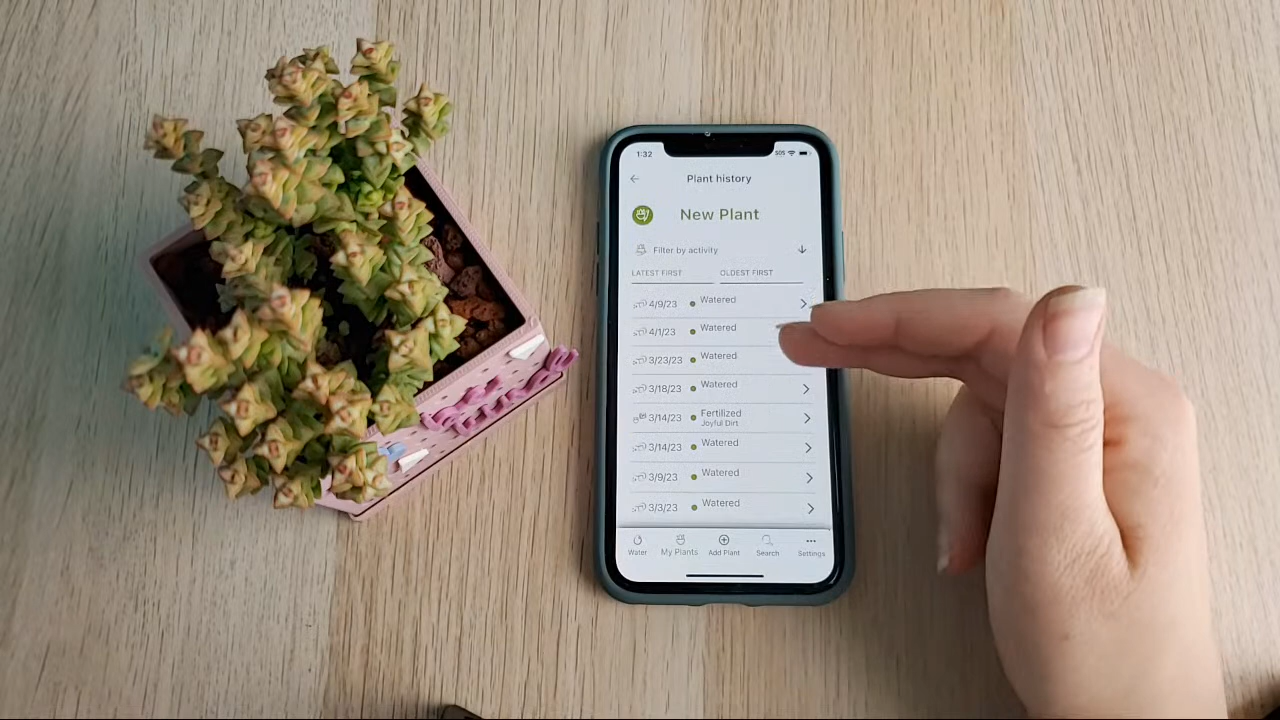 1:32
SOS
Plant history
New Plant
Filter by activity
LATEST FIRST OLDEST FIRST
4/9/23 Watered
4/1/23 Watered
3/23/23 Watered
3/18/23 Watered
3/14/23 Fertilized
Joyful Dirt
3/14/23 Watered
3/9/23 Watered
3/3/23 Watered
Water My Plants Add Plant Search Settings